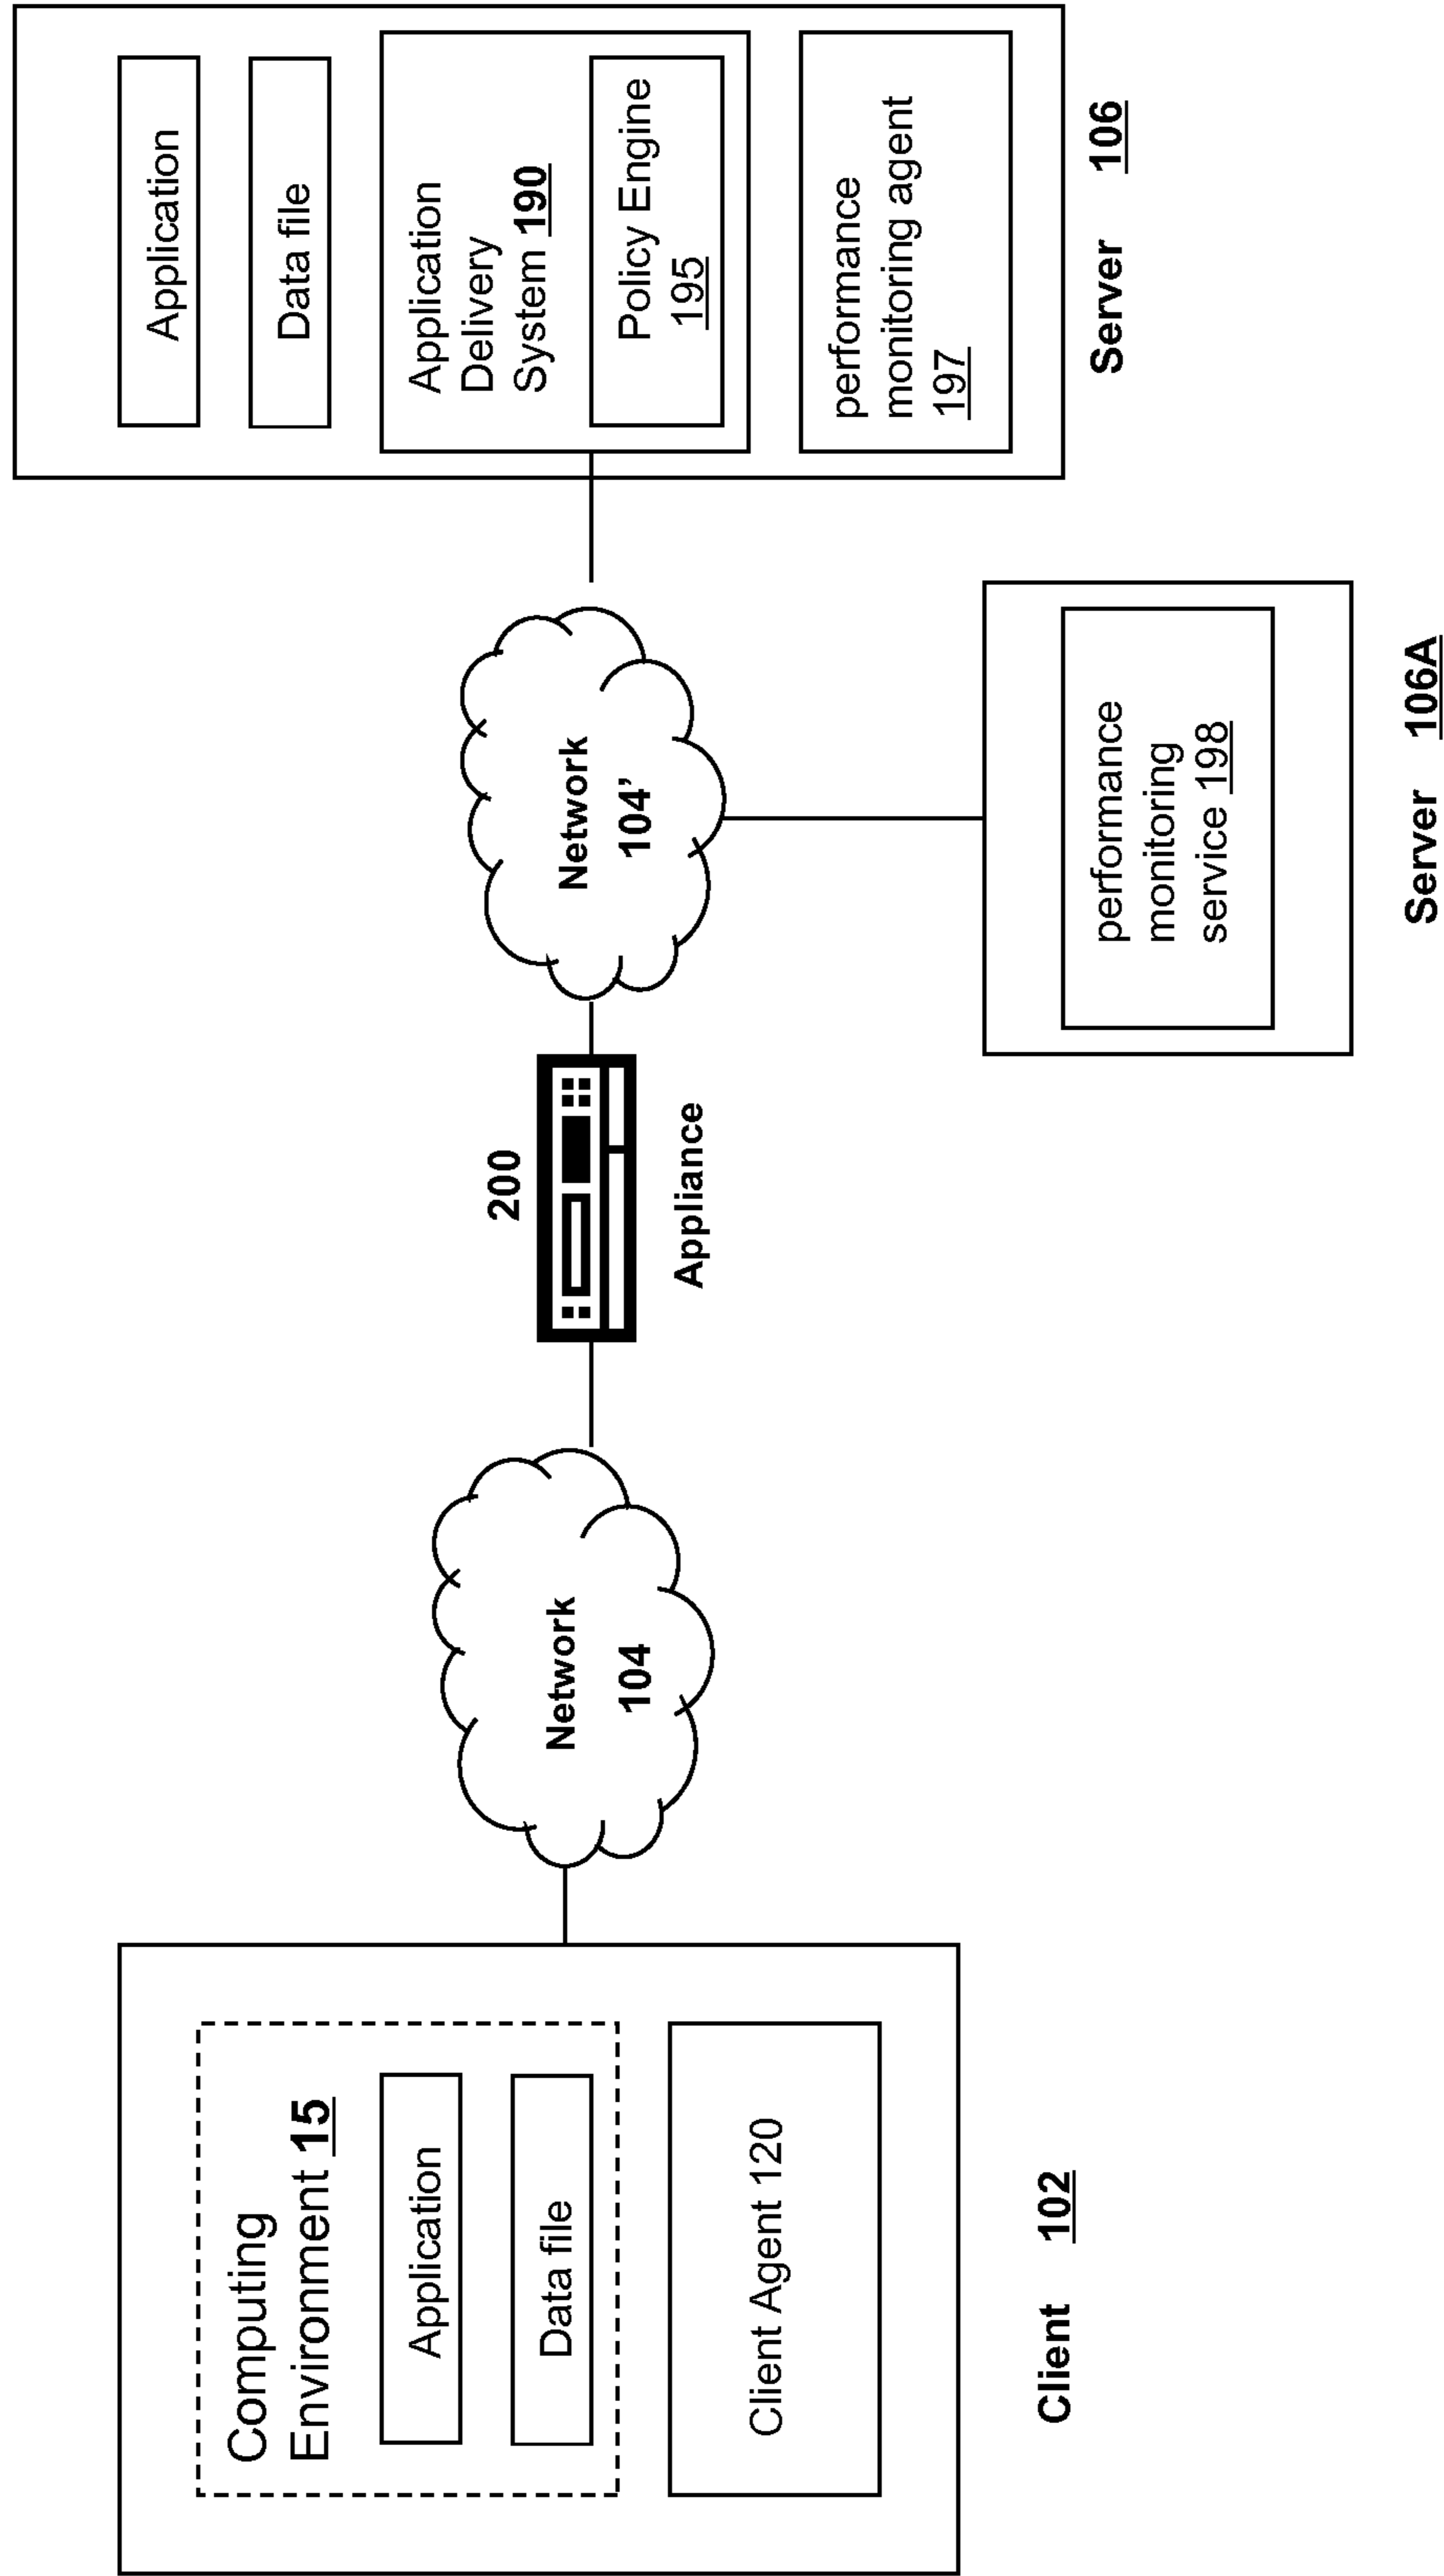 Computing
Environment 15
Application
Data file
Client Agent 120
Client 102
Network
104
200
Appliance
Network
104’
performance
monitoring
service 198
Server 106A
Application
Data file
Application
Delivery
System 190
Policy Engine
195
performance
monitoring agent
197
Server 106